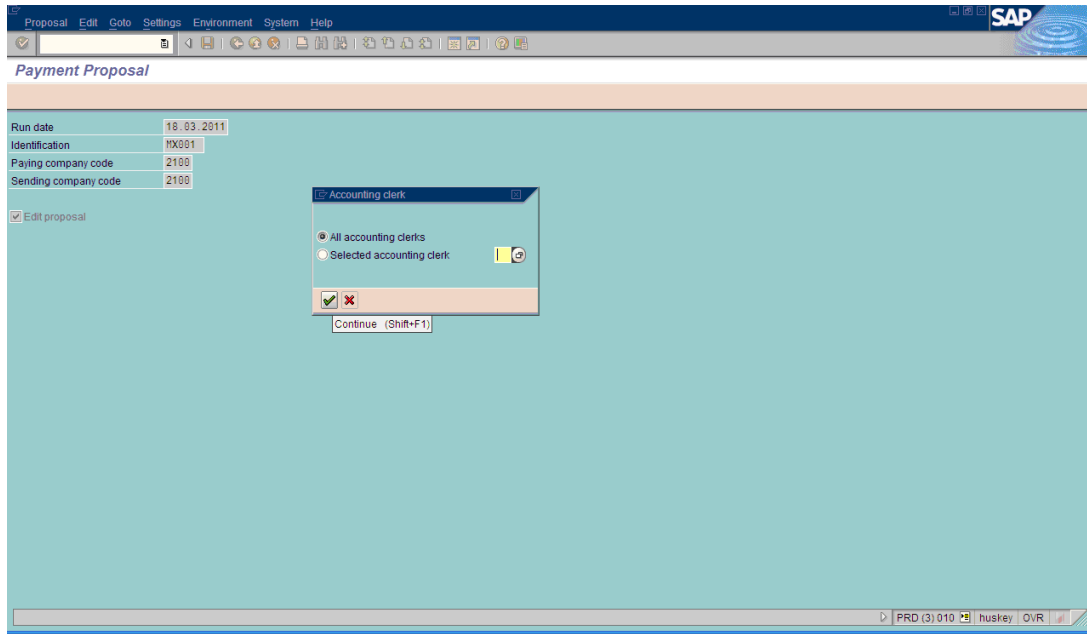 Proposal Edit Goto Settings Environment System Help
SAP
Payment Proposal
Run date 18.03.2011
Identification MX001
Paying company code 2100
Sending company code 2100
Edit proposal
Accounting clerk
All accounting clerks
Selected accounting clerk
Continue (Shift+F1)
PRD (3) 010 huskey OVR